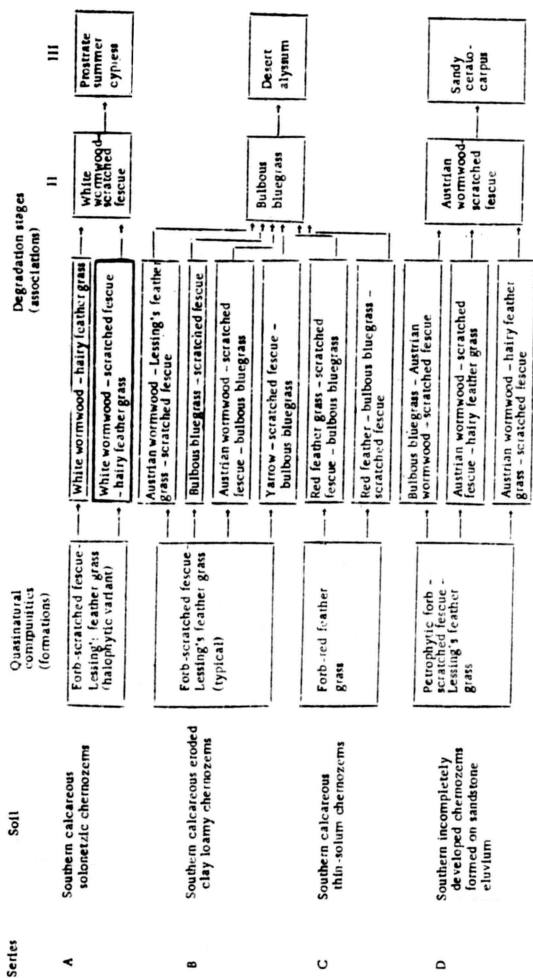 Series
Soil
Quasinatural
communities
(formations)
Degradation stages
(associations)
II
III
A
Southern calcareous
solonetzic chernozems
Forb-scratched fescue-
Lessing's feather grass
(halophytic variant)
White wormwood – hairy feather grass
White wormwood – scratched fescue
– hairy feather grass
White
wormwood–
scratched
fescue
Prostrate
summer
cypress
B
Southern calcareous eroded
clay loamy chernozems
Forb-scratched fescue-
Lessing's feather grass
(typical)
Austrian wormwood – Lessing's feather
grass – scratched fescue
Bulbous bluegrass – scratched fescue
Austrian wormwood – scratched
fescue – bulbous bluegrass
Yarrow – scratched fescue –
bulbous bluegrass
Bulbous
bluegrass
Desert
alyssum
C
Southern calcareous
thin-solum chernozems
Forb-red feather
grass
Red feather grass – scratched
fescue – bulbous bluegrass
Red feather – bulbous bluegrass –
scratched fescue
D
Southern incompletely
developed chernozems
formed on sandstone
eluvium
Petrophytic forb –
scratched fescue –
Lessing's feather
grass
Bulbous bluegrass – Austrian
wormwood – scratched fescue
Austrian wormwood – scratched
fescue – hairy feather grass
Austrian wormwood – hairy feather
grass – scratched fescue
Austrian
wormwood–
scratched
fescue
Sandy
cerato-
carpus